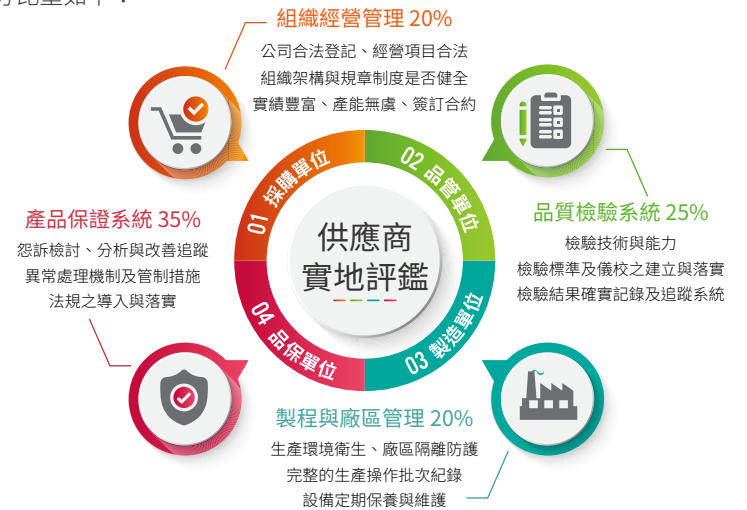 組織經營管理 20%
公司合法登記、經營項目合法
組織架構與規章制度是否健全
實績豐富、產能無虞、簽訂合約
01 採購單位
02 品管單位
品質檢驗系統 25%
檢驗技術與能力
檢驗標準及儀校之建立與落實
檢驗結果確實記錄及追蹤系統
產品保證系統 35%
怨訴檢討、分析與改善追蹤
異常處理機制及管制措施
法規之導入與落實
供應商
實地評鑑
04 品保單位
03 製造單位
製程與廠區管理 20%
生產環境衛生、廠區隔離防護
完整的生產操作批次紀錄
設備定期保養與維護